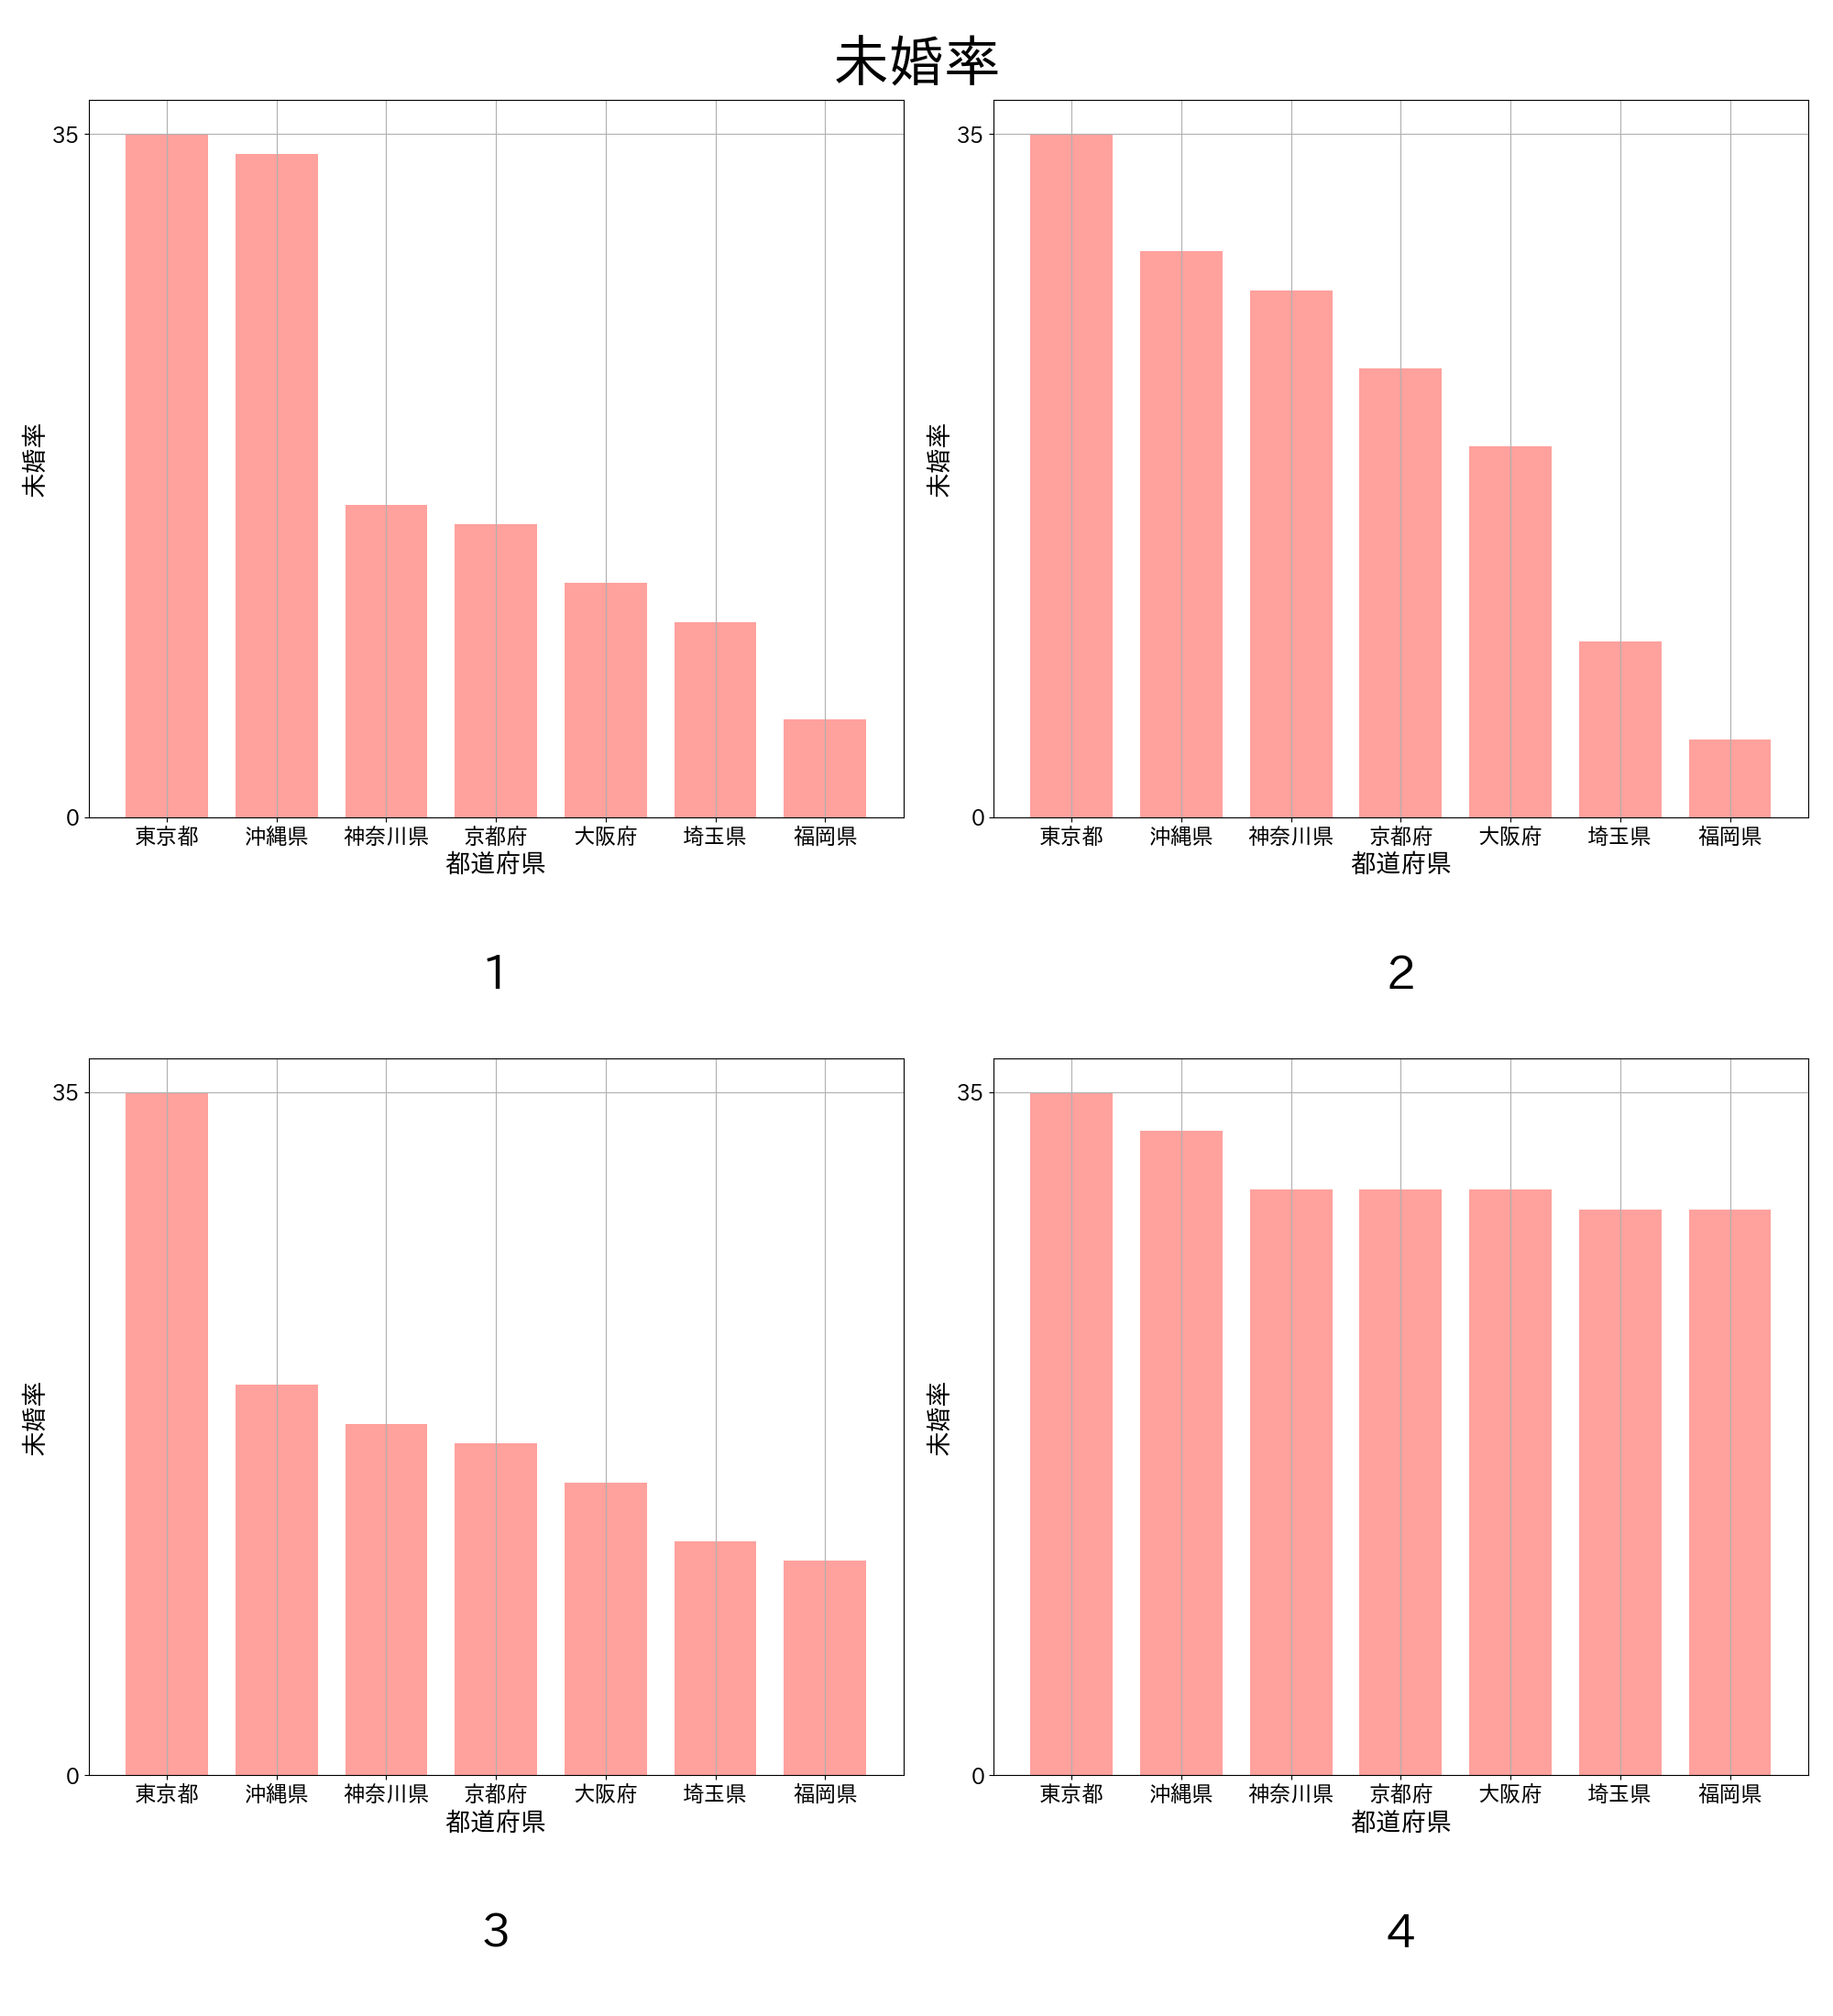 未婚率
35
0
未婚率
東京都 沖縄県 神奈川県 京都府 大阪府 埼玉県 福岡県
都道府県
1
35
0
未婚率
東京都 沖縄県 神奈川県 京都府 大阪府 埼玉県 福岡県
都道府県
2
35
0
未婚率
東京都 沖縄県 神奈川県 京都府 大阪府 埼玉県 福岡県
都道府県
3
35
0
未婚率
東京都 沖縄県 神奈川県 京都府 大阪府 埼玉県 福岡県
都道府県
4